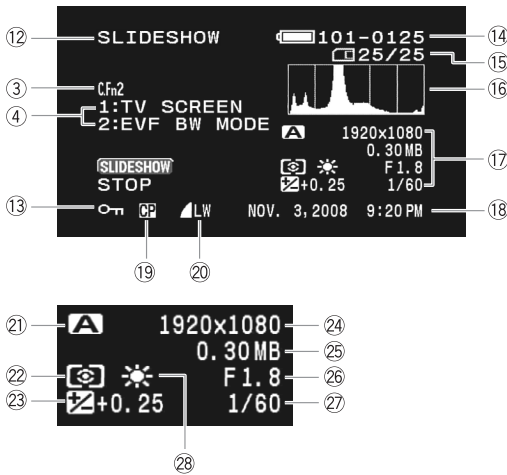 ⑫ SLIDESHOW 101-0125 ⑭
25/25 ⑮
③ C.Fn2 ⑯
④ 1:TV SCREEN
2:EVF BW MODE
A 1920x1080
0.30MB ⑰
SLIDESHOW F1.8
STOP +0.25 1/60
⑬ CP LW NOV. 3,2008 9:20PM ⑱
⑲ ⑳
㉑ A 1920x1080 ㉔
0.30MB ㉕
㉒ F1.8 ㉖
㉓ +0.25 1/60 ㉗
㉘